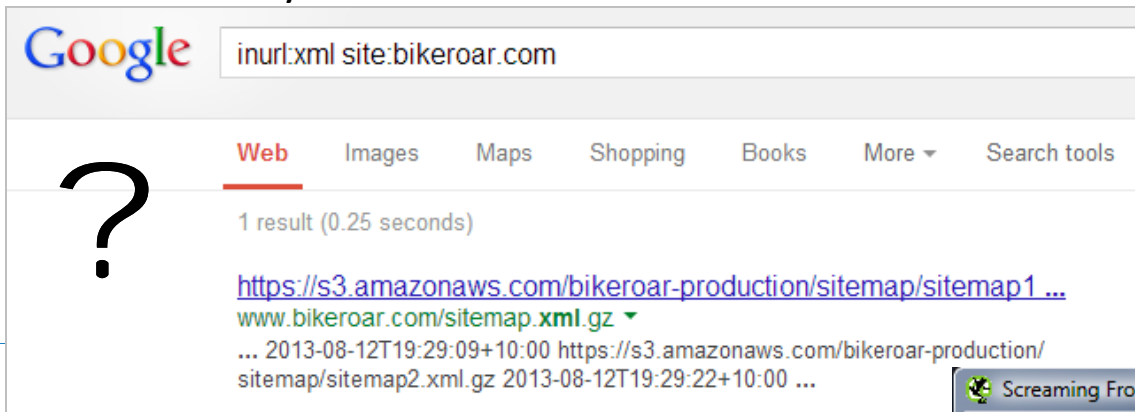 Google inurl:xml site:bikeroar.com
Web Images Maps Shopping Books More Search tools
?
1 result (0.25 seconds)
https://s3.amazonaws.com/bikeroar-production/sitemap/sitemap1 ...
www.bikeroar.com/sitemap.xml.gz
... 2013-08-12T19:29:09+10:00 https://s3.amazonaws.com/bikeroar-production/
sitemap/sitemap2.xml.gz 2013-08-12T19:29:22+10:00 ...
Screaming Fro